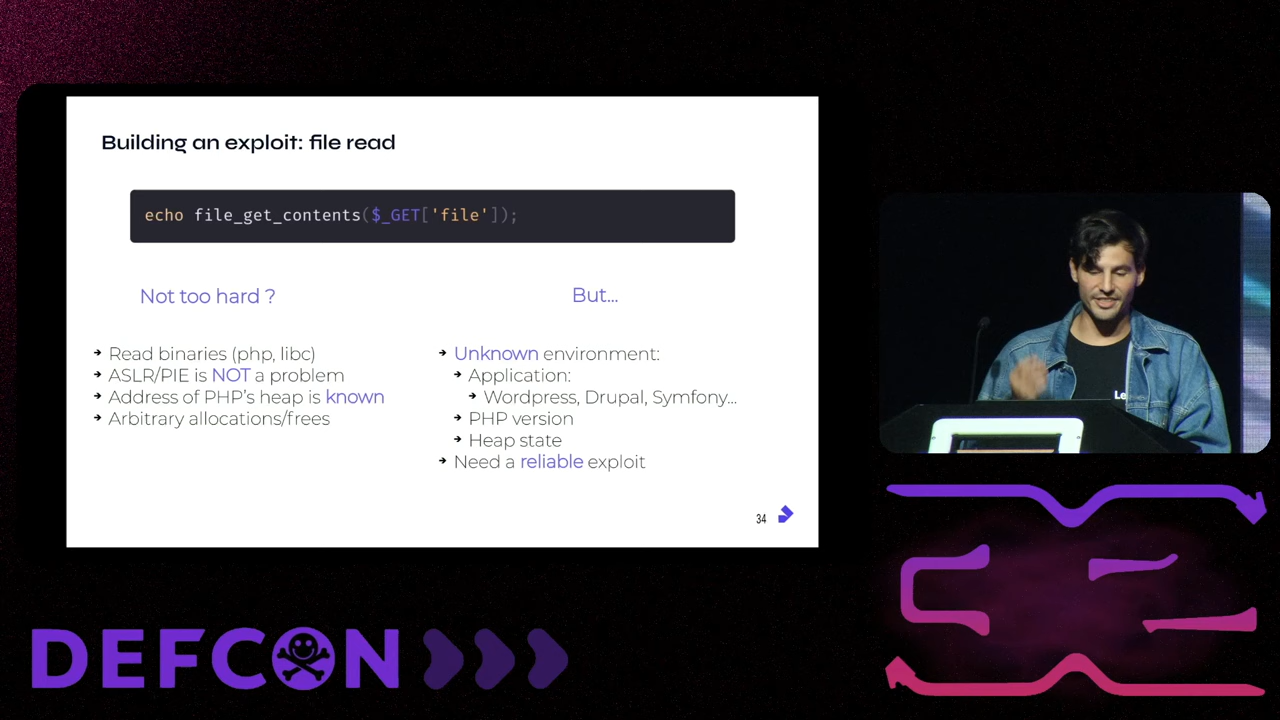 Building an exploit: file read
echo file_get_contents($_GET['file']);
Not too hard ?
→ Read binaries (php, libc)
→ ASLR/PIE is NOT a problem
→ Address of PHP's heap is known
→ Arbitrary allocations/frees
But...
→ Unknown environment:
→ Application:
→ Wordpress, Drupal, Symfony...
→ PHP version
→ Heap state
→ Need a reliable exploit
34
Le
DEFCON